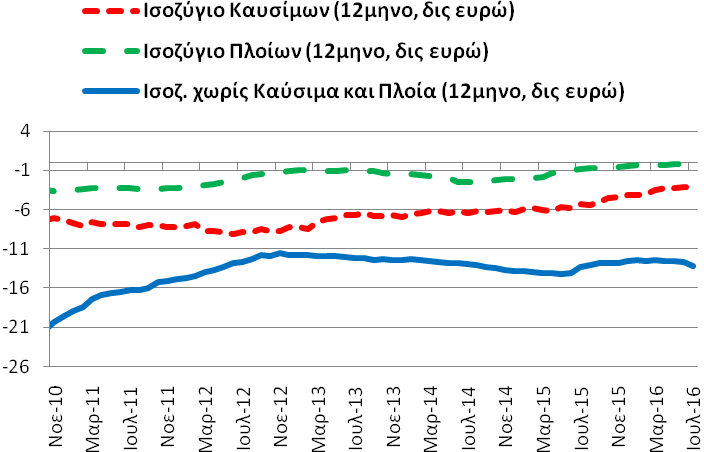 Ισοζύγιο Καυσίμων (12μηνο, δις ευρώ)
Ισοζύγιο Πλοίων (12μηνο, δις ευρώ)
Ισοζ. χωρίς Καύσιμα και Πλοία (12μηνο, δις ευρώ)
4
-1
-6
-11
-16
-21
-26
Νοε-10
Μαρ-11
Ιουλ-11
Νοε-11
Μαρ-12
Ιουλ-12
Νοε-12
Μαρ-13
Ιουλ-13
Νοε-13
Μαρ-14
Ιουλ-14
Νοε-14
Μαρ-15
Ιουλ-15
Νοε-15
Μαρ-16
Ιουλ-16